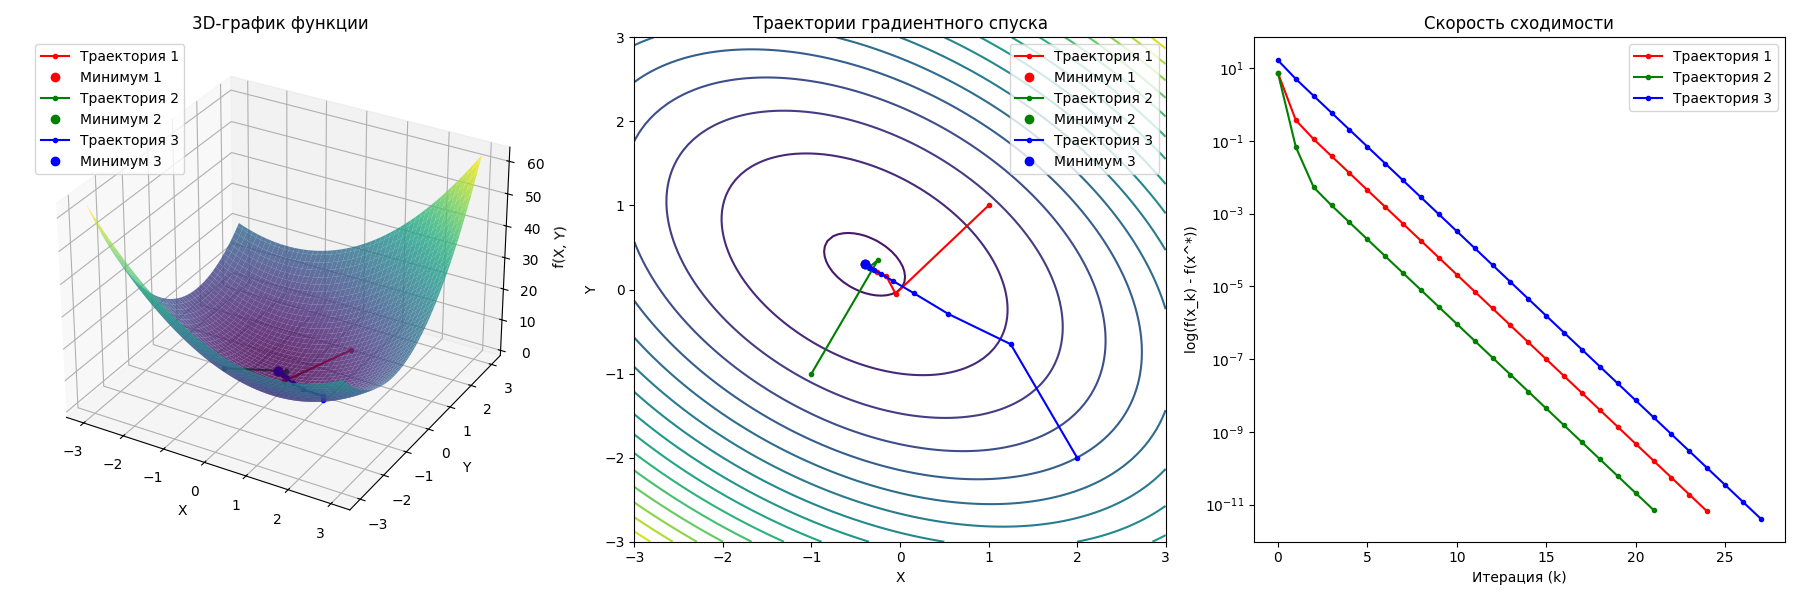 3D-график функции
Траектория 1
Минимум 1
Траектория 2
Минимум 2
Траектория 3
Минимум 3
60
50
40
30
20
10
0
f(X, Y)
−3
−2
−1
0
1
2
3
X
3
2
1
0
−1
−2
−3
Y
Траектории градиентного спуска
Траектория 1
Минимум 1
Траектория 2
Минимум 2
Траектория 3
Минимум 3
3
2
1
0
−1
−2
−3
Y
−3
−2
−1
0
1
2
3
X
Скорость сходимости
Траектория 1
Траектория 2
Траектория 3
10^1
10^−1
10^−3
10^−5
10^−7
10^−9
10^−11
log(f(x_k) - f(x^*))
0
5
10
15
20
25
Итерация (k)